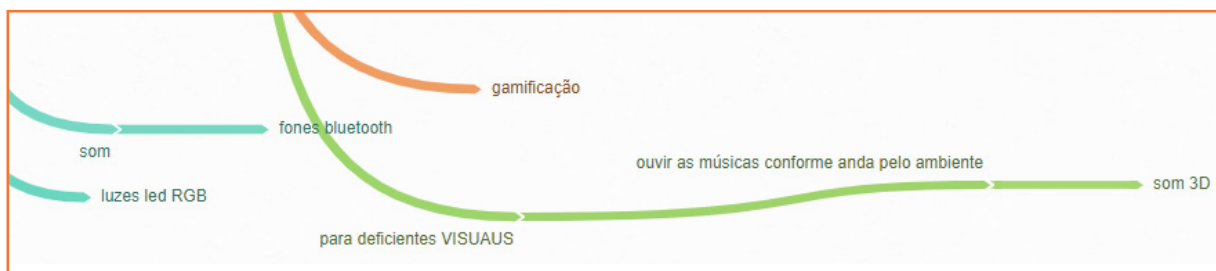 gamificação
fones bluetooth
som
ouvir as músicas conforme anda pelo ambiente
som 3D
luzes led RGB
para deficientes VISUAUS